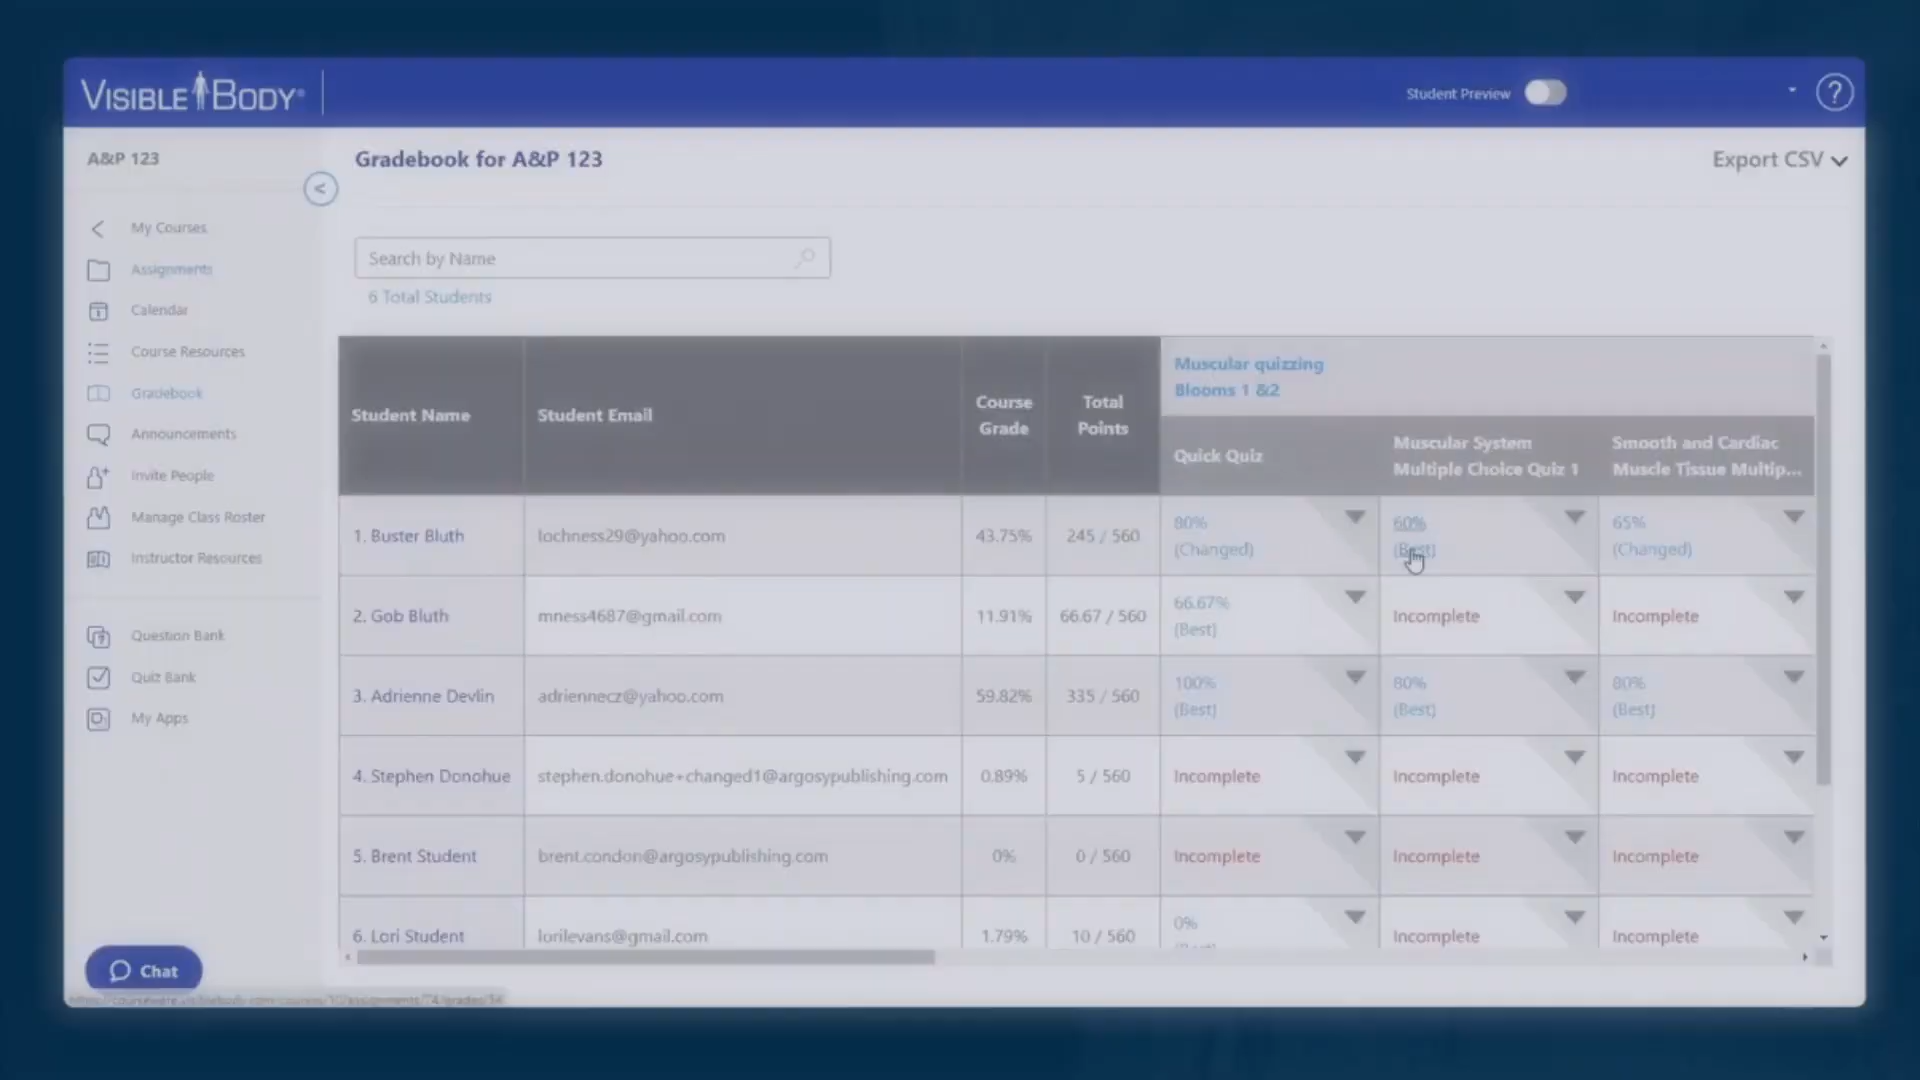 VISIBLE BODY®
Student Preview
?
A&P 123
<
Gradebook for A&P 123
Export CSV
My Courses
Assignments
Calendar
Course Resources
Gradebook
Announcements
Invite People
Manage Class Roster
Instructor Resources
Question Bank
Quiz Bank
My Apps
Chat
Search by Name
6 Total Students
Muscular quizzing
Blooms 1 &2
Student Name
Student Email
Course
Grade
Total
Points
Quick Quiz
Muscular System
Multiple Choice Quiz 1
Smooth and Cardiac
Muscle Tissue Multip...
1. Buster Bluth
lochness29@yahoo.com
43.75%
245 / 560
80%
(Changed)
60%
(Best)
65%
(Changed)
2. Gob Bluth
mness4687@gmail.com
11.91%
66.67 / 560
66.67%
(Best)
Incomplete
Incomplete
3. Adrienne Devlin
adriennecz@yahoo.com
59.82%
335 / 560
100%
(Best)
80%
(Best)
80%
(Best)
4. Stephen Donohue
stephen.donohue+changed1@argosypublishing.com
0.89%
5 / 560
Incomplete
Incomplete
Incomplete
5. Brent Student
brent.condon@argosypublishing.com
0%
0 / 560
Incomplete
Incomplete
Incomplete
6. Lori Student
lorilevans@gmail.com
1.79%
10 / 560
0%
Incomplete
Incomplete